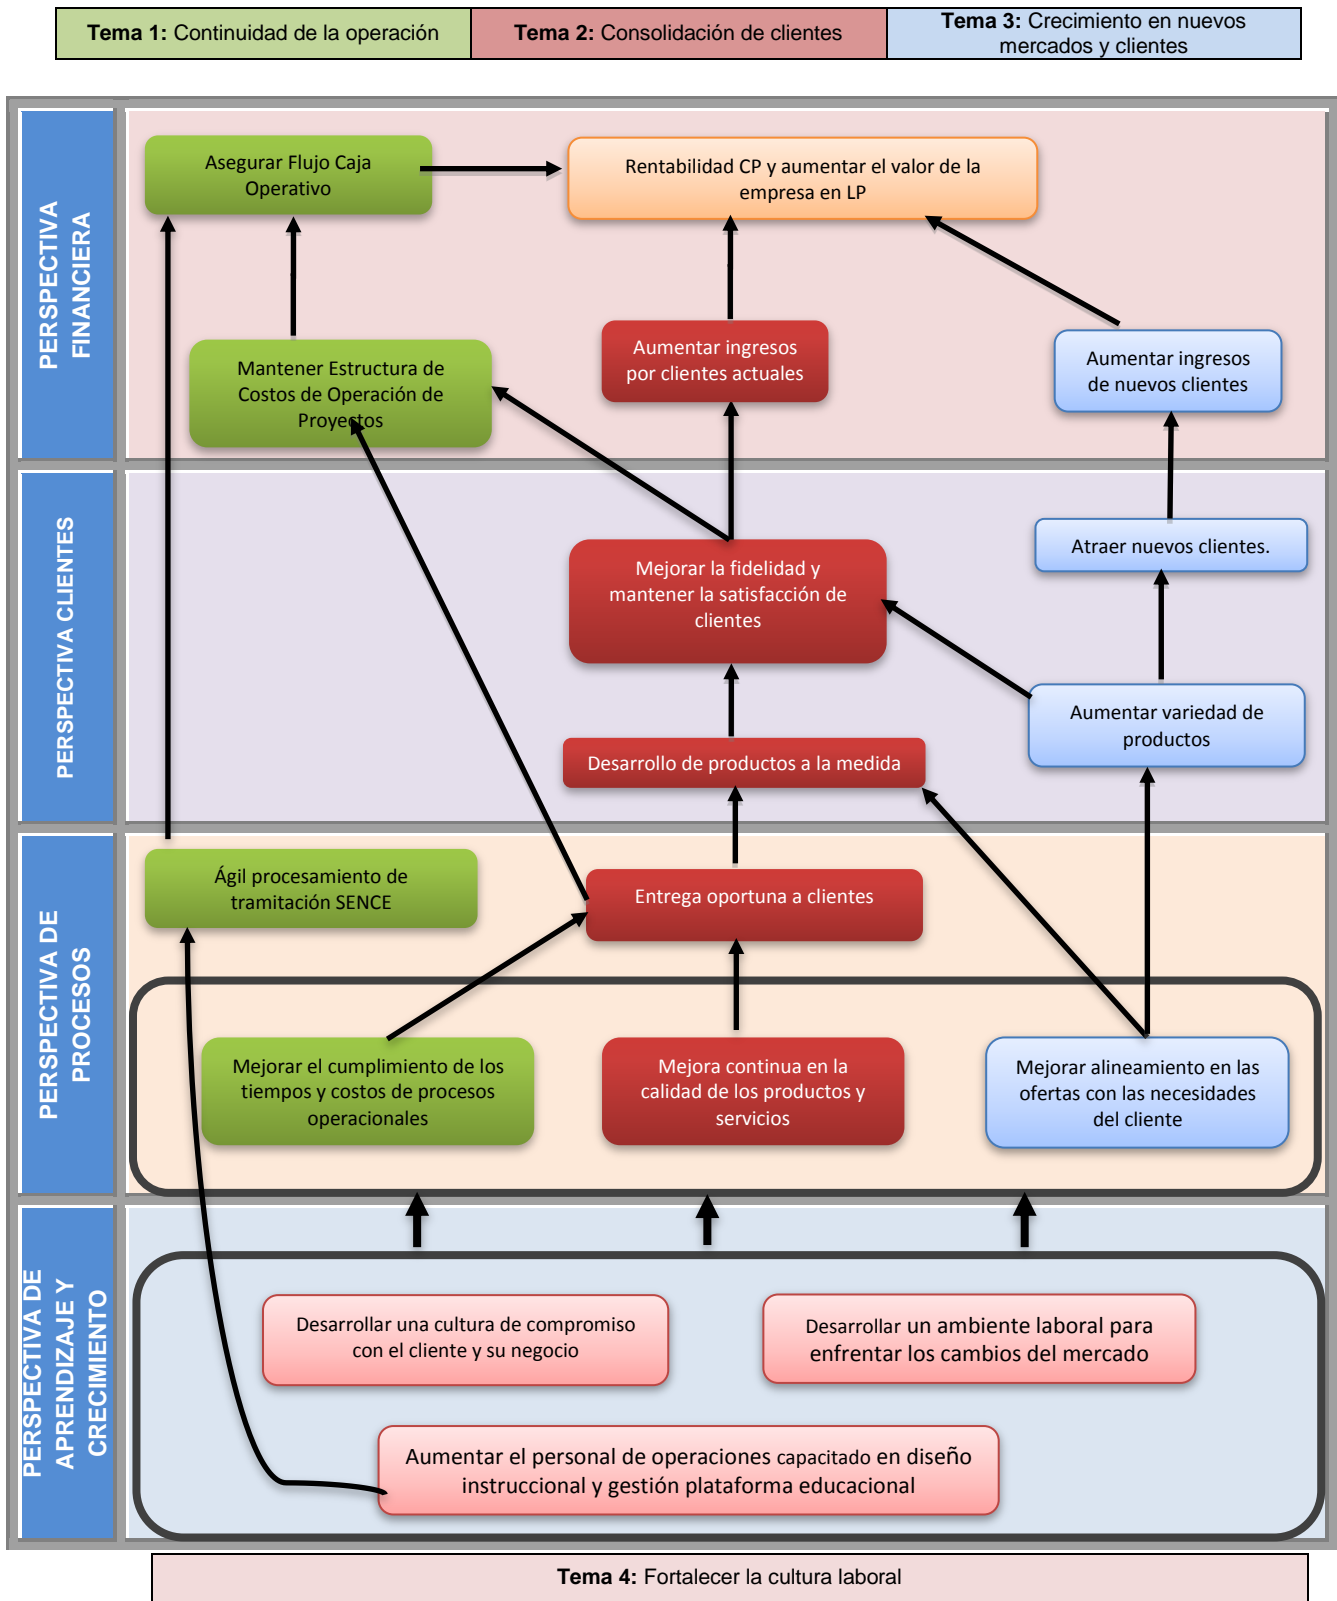 Tema 1: Continuidad de la operación
Tema 2: Consolidación de clientes
Tema 3: Crecimiento en nuevos
mercados y clientes
PERSPECTIVA
FINANCIERA
Asegurar Flujo Caja
Operativo
Rentabilidad CP y aumentar el valor de la
empresa en LP
Mantener Estructura de
Costos de Operación de
Proyectos
Aumentar ingresos
por clientes actuales
Aumentar ingresos
de nuevos clientes
PERSPECTIVA CLIENTES
Atraer nuevos clientes.
Mejorar la fidelidad y
mantener la satisfacción de
clientes
Aumentar variedad de
productos
Desarrollo de productos a la medida
PERSPECTIVA DE
PROCESOS
Ágil procesamiento de
tramitación SENCE
Entrega oportuna a clientes
Mejorar el cumplimiento de los
tiempos y costos de procesos
operacionales
Mejora continua en la
calidad de los productos y
servicios
Mejorar alineamiento en las
ofertas con las necesidades
del cliente
PERSPECTIVA DE
APRENDIZAJE Y
CRECIMIENTO
Desarrollar una cultura de compromiso
con el cliente y su negocio
Desarrollar un ambiente laboral para
enfrentar los cambios del mercado
Aumentar el personal de operaciones capacitado en diseño
instruccional y gestión plataforma educacional
Tema 4: Fortalecer la cultura laboral